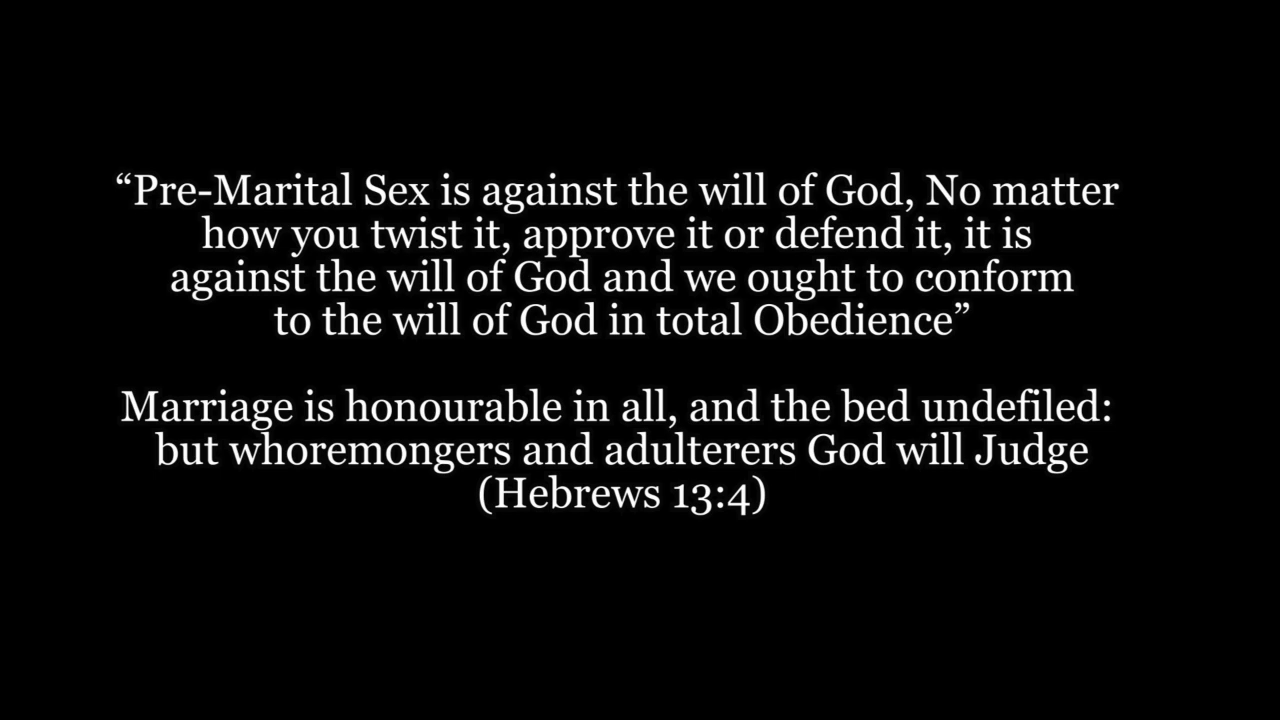 “Pre-Marital Sex is against the will of God, No matter
how you twist it, approve it or defend it, it is
against the will of God and we ought to conform
to the will of God in total Obedience”
Marriage is honourable in all, and the bed undefiled:
but whoremongers and adulterers God will Judge
(Hebrews 13:4)